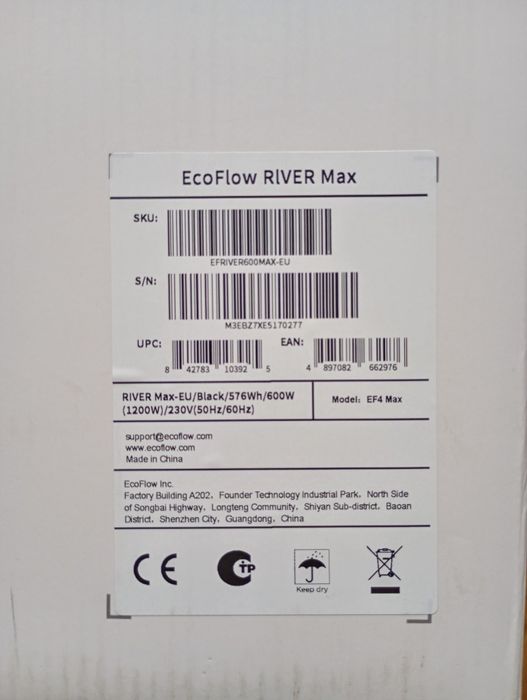 EcoFlow RIVER Max
SKU:
EFRIVER600MAX-EU
S/N:
M3EBZ7XE5170277
UPC:
8 42783 10392 5
EAN:
4 897082 662976
RIVER Max-EU/Black/576Wh/600W
(1200W)/230V(50Hz/60Hz)
Model: EF4 Max
support@ecoflow.com
www.ecoflow.com
Made in China
EcoFlow Inc.
Factory Building A202, Founder Technology Industrial Park, North Side
of Songbai Highway, Longteng Community, Shiyan Sub-district, Baoan
District, Shenzhen City, Guangdong, China
CE
TP
Keep dry